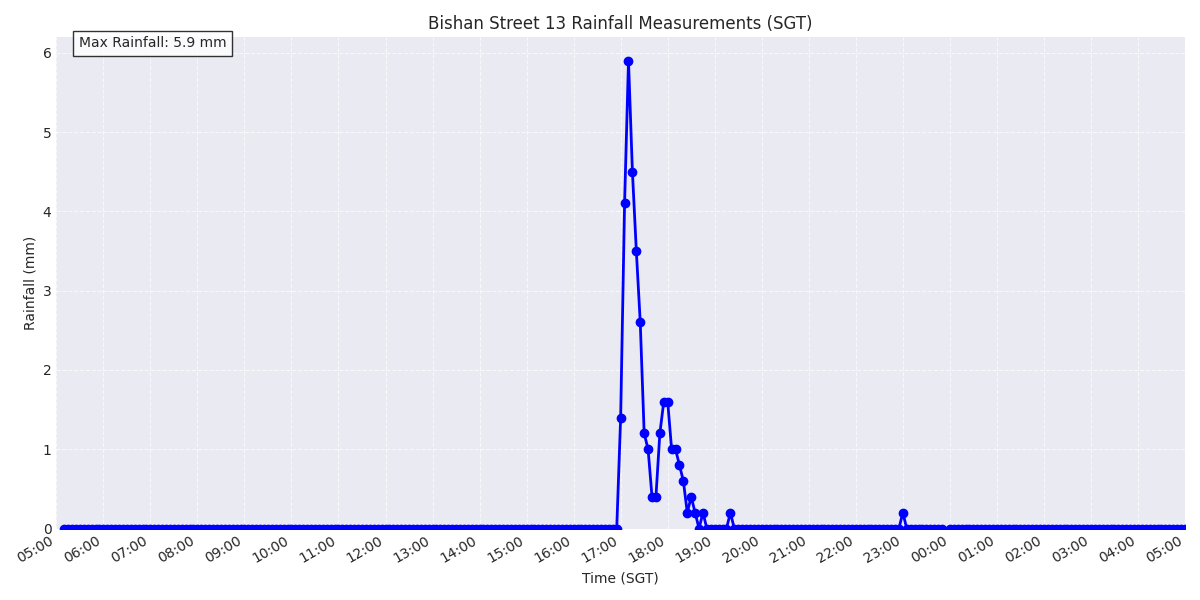 Bishan Street 13 Rainfall Measurements (SGT)
Max Rainfall: 5.9 mm
Rainfall (mm)
6
5
4
3
2
1
0
05:00 06:00 07:00 08:00 09:00 10:00 11:00 12:00 13:00 14:00 15:00 16:00 17:00 18:00 19:00 20:00 21:00 22:00 23:00 00:00 01:00 02:00 03:00 04:00 05:00
Time (SGT)